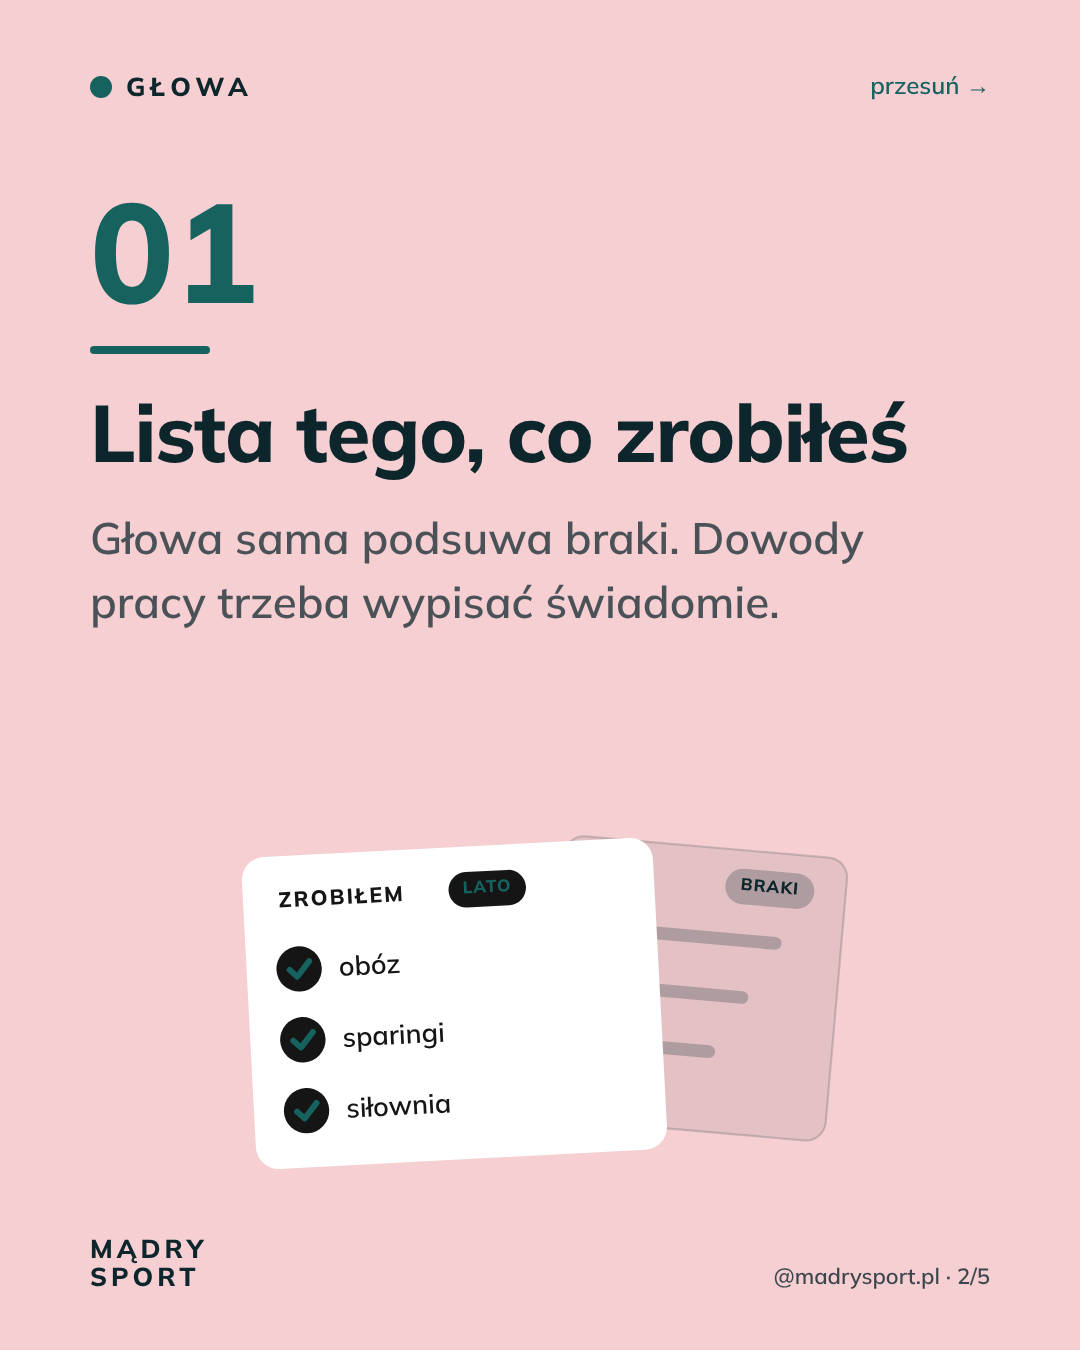 GŁOWA
przesuń →
01
Lista tego, co zrobiłeś
Głowa sama podsuwa braki. Dowody
pracy trzeba wypisać świadomie.
ZROBIŁEM
LATO
obóz
sparingi
siłownia
BRAKI
MĄDRY
SPORT
@madrysport.pl · 2/5